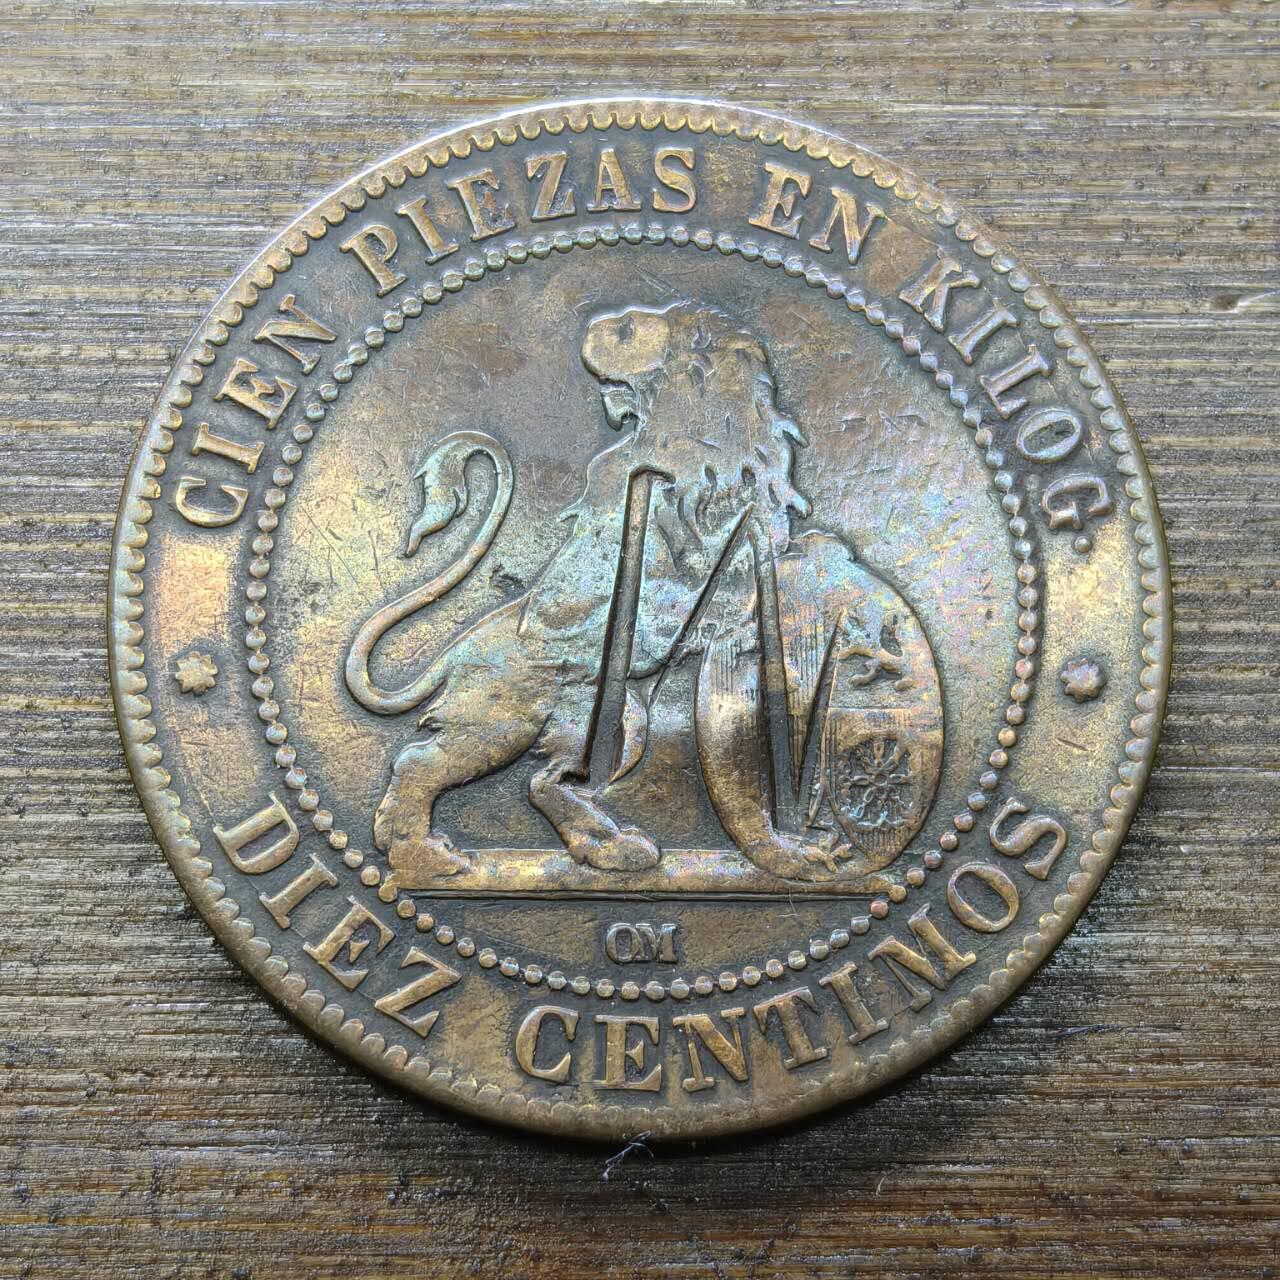 CIEN PIEZAS EN KILOG.
M
OM
DIEZ CENTIMOS